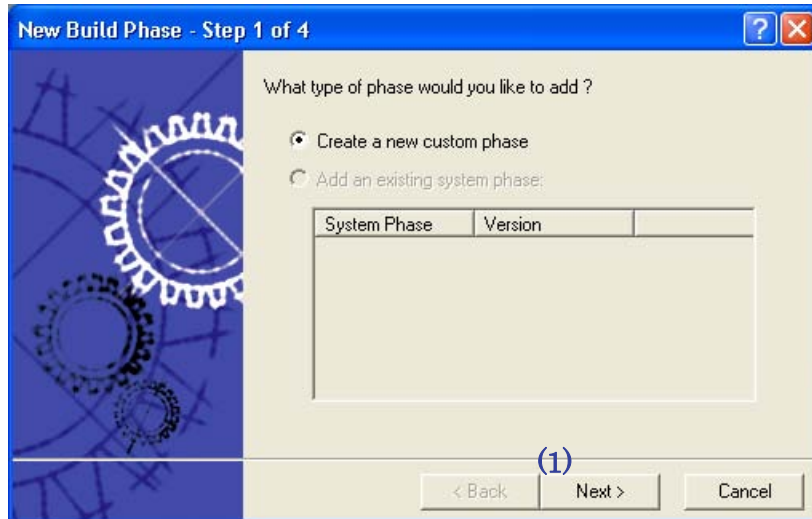 New Build Phase - Step 1 of 4
What type of phase would you like to add ?
Create a new custom phase
Add an existing system phase:
System Phase Version
(1)
< Back Next > Cancel